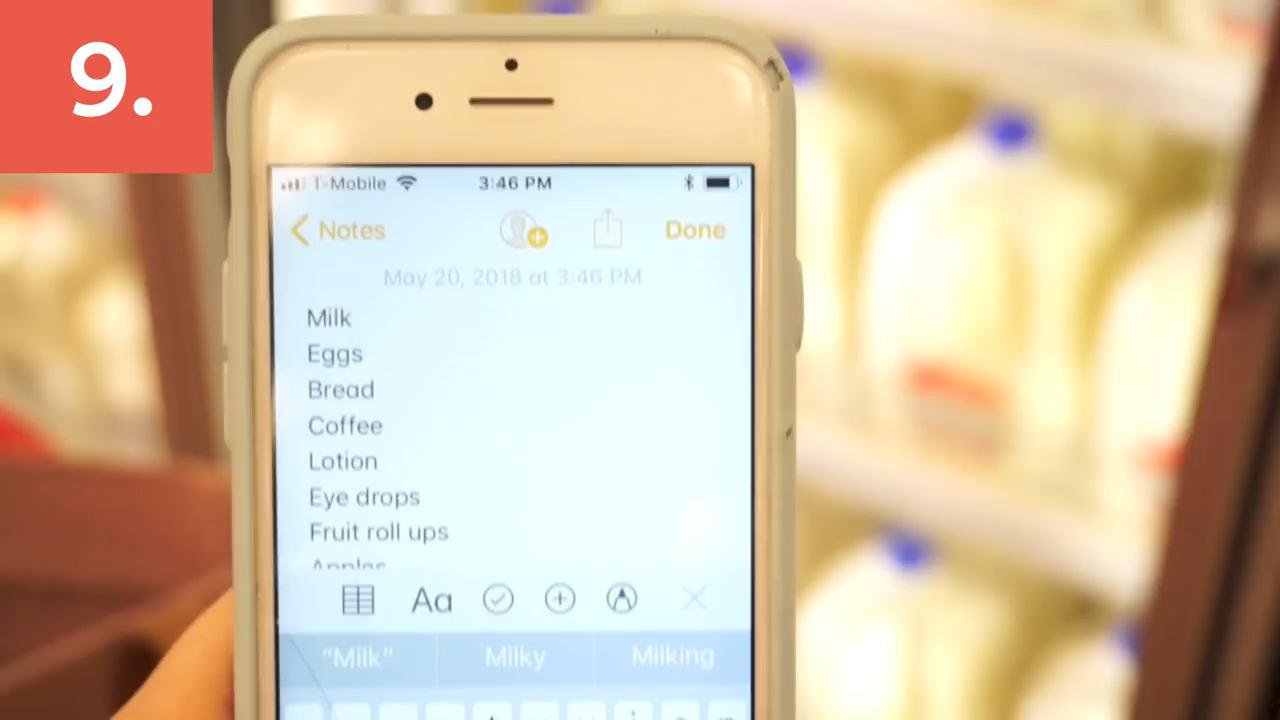 9.
T-Mobile 3:46 PM
Notes Done
May 20, 2018 at 3:46 PM
Milk
Eggs
Bread
Coffee
Lotion
Eye drops
Fruit roll ups
Apples
Aa
"Milk" Milky Milking